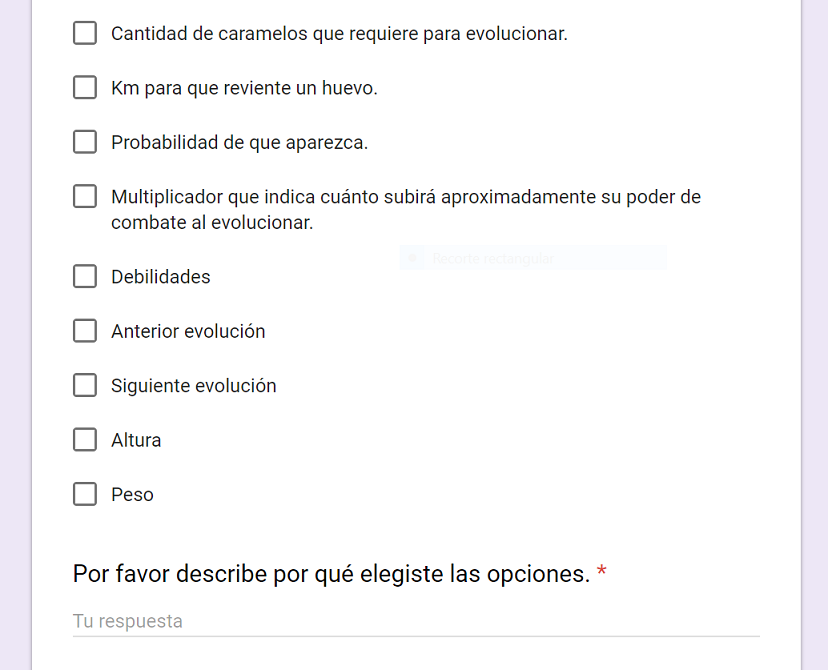 Cantidad de caramelos que requiere para evolucionar.
Km para que reviente un huevo.
Probabilidad de que aparezca.
Multiplicador que indica cuánto subirá aproximadamente su poder de
combate al evolucionar.
Recorte rectangular
Debilidades
Anterior evolución
Siguiente evolución
Altura
Peso
Por favor describe por qué elegiste las opciones. *
Tu respuesta